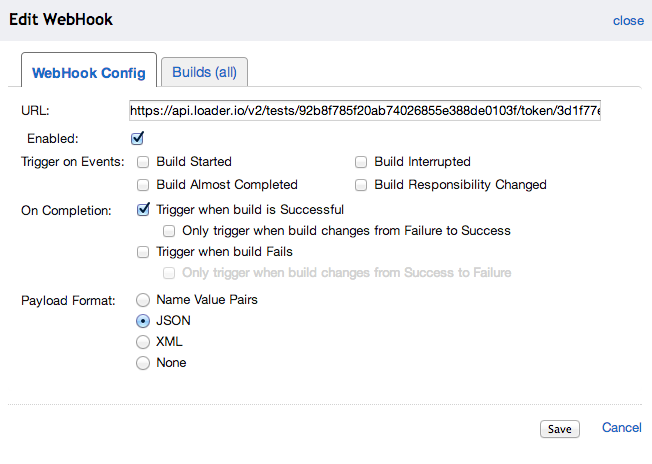 Edit WebHook close
WebHook Config Builds (all)
URL: https://api.loader.io/v2/tests/92b8f785f20ab74026855e388de0103f/token/3d1f77e
Enabled:
Trigger on Events: Build Started Build Interrupted
Build Almost Completed Build Responsibility Changed
On Completion: Trigger when build is Successful
Only trigger when build changes from Failure to Success
Trigger when build Fails
Only trigger when build changes from Success to Failure
Payload Format: Name Value Pairs
JSON
XML
None
Save Cancel